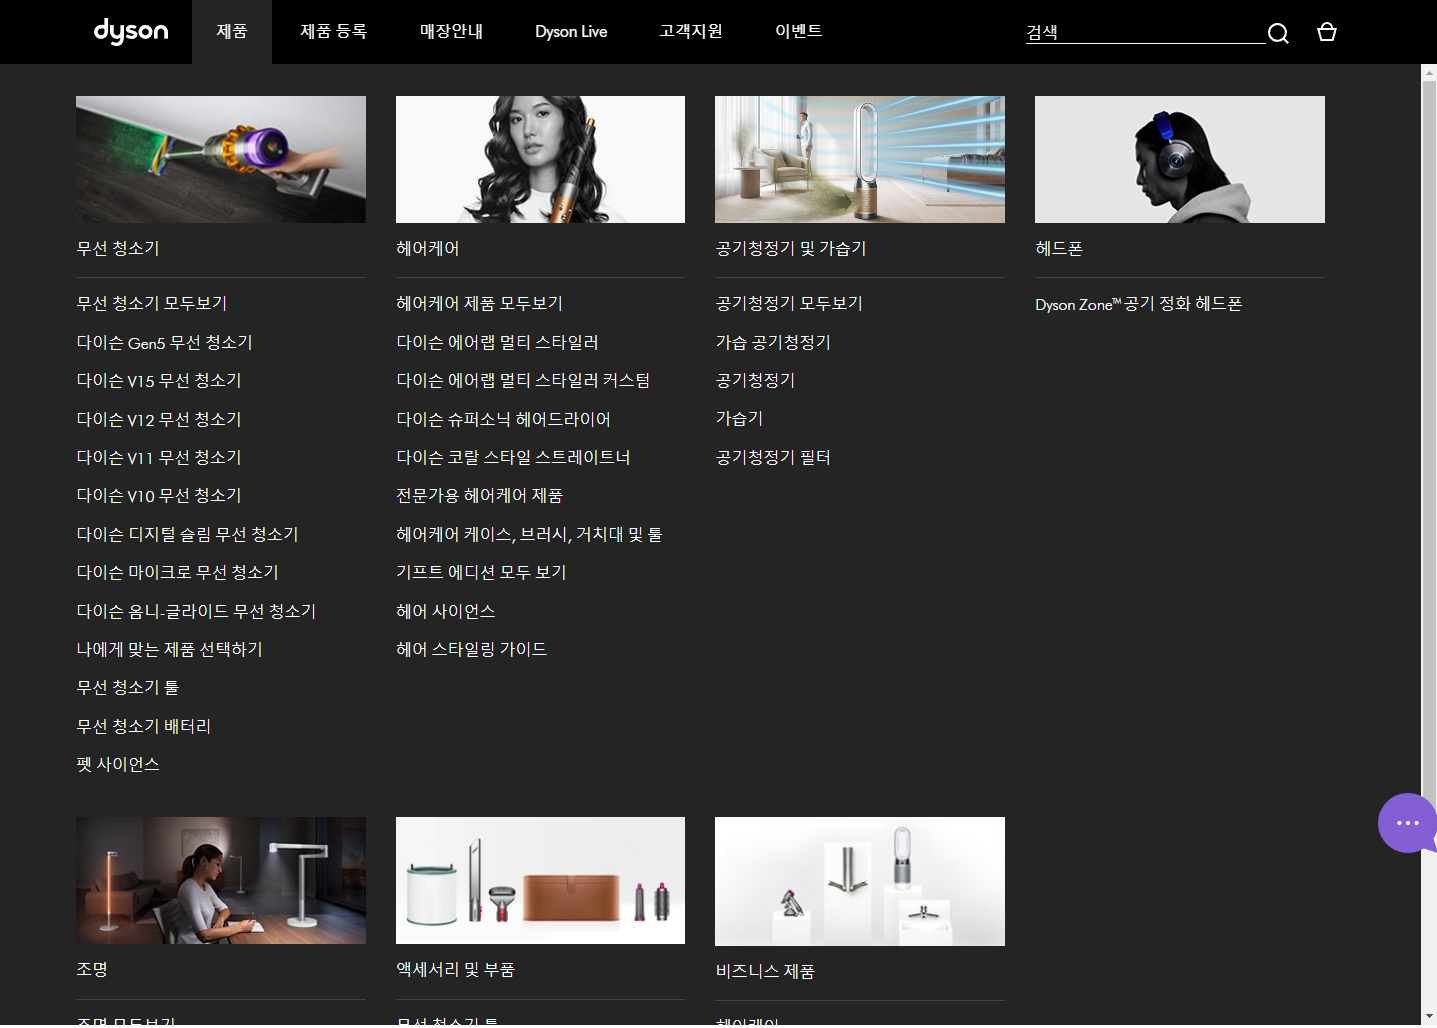 dyson
제품
제품 등록
매장안내
Dyson Live
고객지원
이벤트
검색
무선 청소기
무선 청소기 모두보기
다이슨 Gen5 무선 청소기
다이슨 V15 무선 청소기
다이슨 V12 무선 청소기
다이슨 V11 무선 청소기
다이슨 V10 무선 청소기
다이슨 디지털 슬림 무선 청소기
다이슨 마이크로 무선 청소기
다이슨 옴니-글라이드 무선 청소기
나에게 맞는 제품 선택하기
무선 청소기 툴
무선 청소기 배터리
펫 사이언스
헤어케어
헤어케어 제품 모두보기
다이슨 에어랩 멀티 스타일러
다이슨 에어랩 멀티 스타일러 커스텀
다이슨 슈퍼소닉 헤어드라이어
다이슨 코랄 스타일 스트레이트너
전문가용 헤어케어 제품
헤어케어 케이스, 브러시, 거치대 및 툴
기프트 에디션 모두 보기
헤어 사이언스
헤어 스타일링 가이드
공기청정기 및 가습기
공기청정기 모두보기
가습 공기청정기
공기청정기
가습기
공기청정기 필터
헤드폰
Dyson Zone™ 공기 정화 헤드폰
조명
조명 모두보기
액세서리 및 부품
무선 청소기 툴
비즈니스 제품
헤어케어